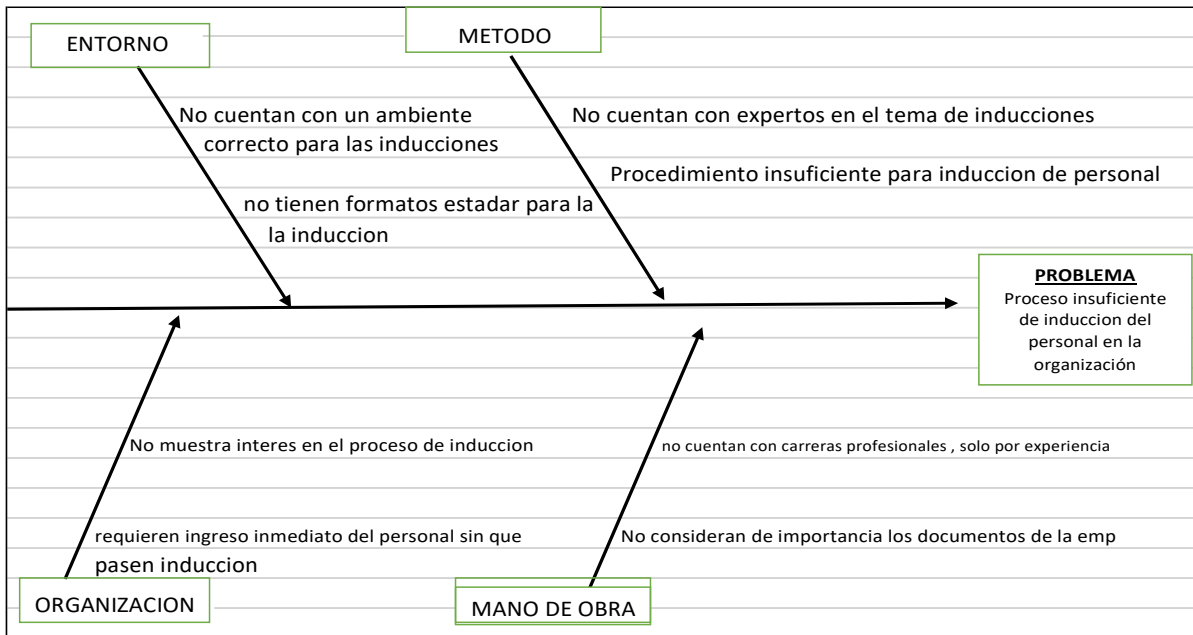 ENTORNO
METODO
No cuentan con un ambiente
correcto para las inducciones
No cuentan con expertos en el tema de inducciones
Procedimiento insuficiente para induccion de personal
no tienen formatos estadar para la
la induccion
PROBLEMA
Proceso insuficiente
de induccion del
personal en la
organización
No muestra interes en el proceso de induccion
no cuentan con carreras profesionales , solo por experiencia
requieren ingreso inmediato del personal sin que
pasen induccion
No consideran de importancia los documentos de la emp
ORGANIZACION
MANO DE OBRA